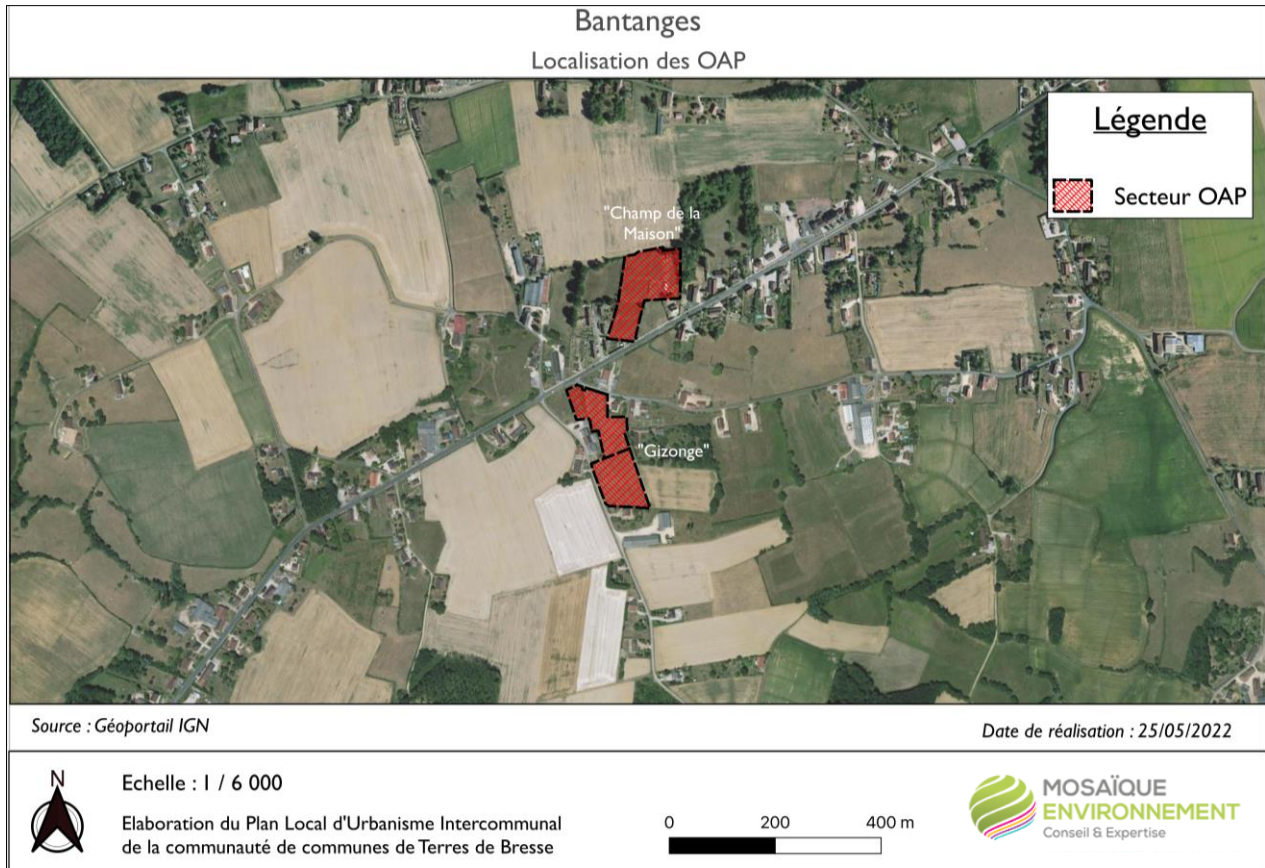 Bantanges
Localisation des OAP
Légende
Secteur OAP
"Champ de la
Maison"
"Gizonge"
Source : Géoportail IGN
Date de réalisation : 25/05/2022
N
Echelle : 1 / 6 000
Elaboration du Plan Local d'Urbanisme Intercommunal
de la communauté de communes de Terres de Bresse
0 200 400 m
MOSAÏQUE
ENVIRONNEMENT
Conseil & Expertise